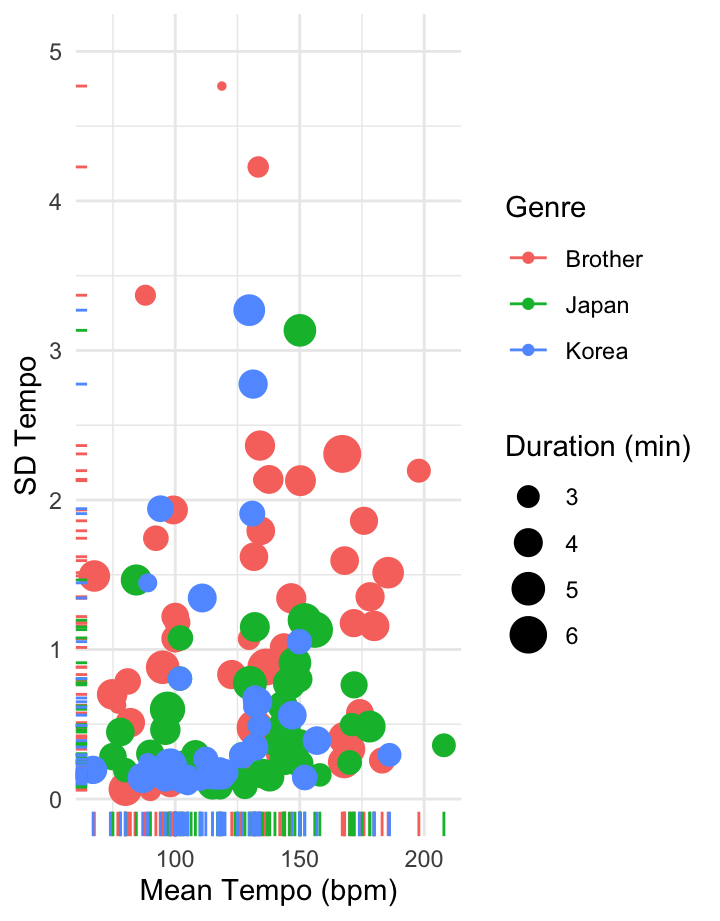 5
4
3
2
1
0
SD Tempo
100 150 200
Mean Tempo (bpm)
Genre
Brother
Japan
Korea
Duration (min)
3
4
5
6